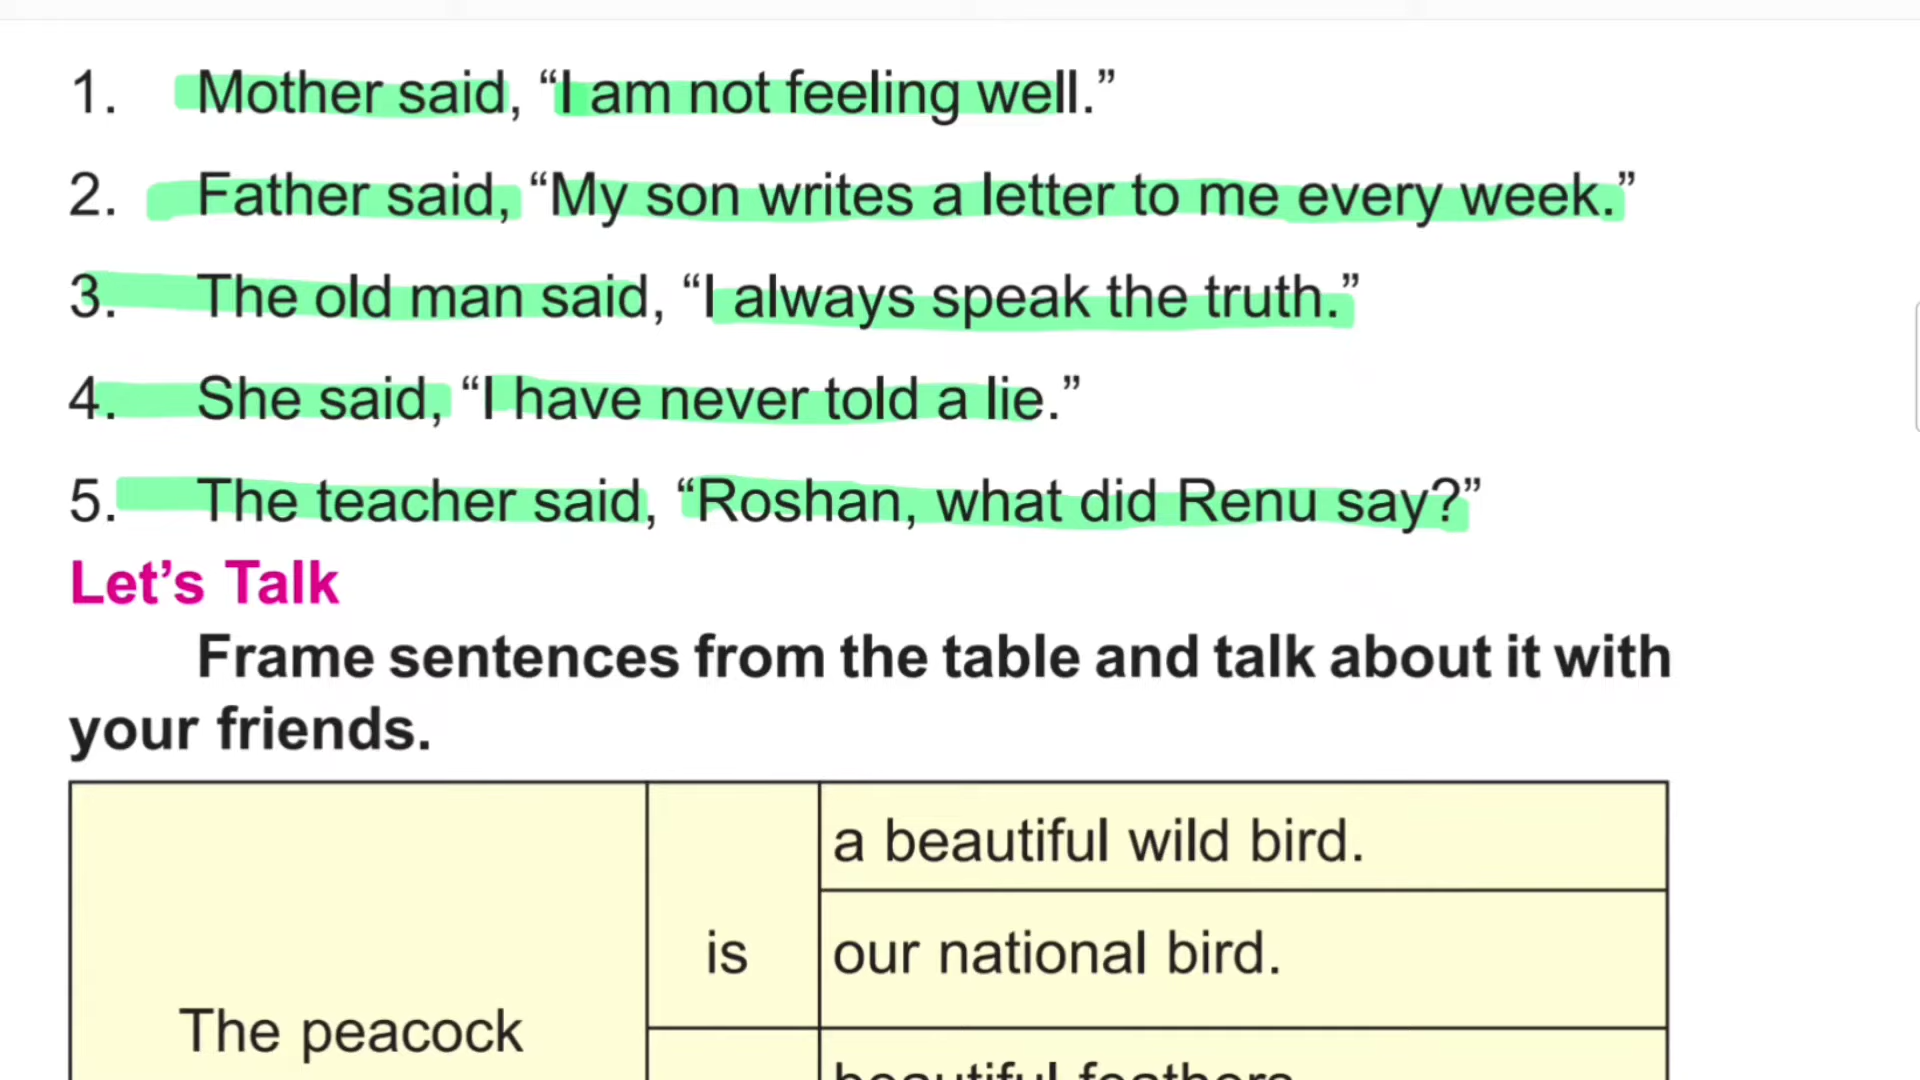 1. Mother said, “I am not feeling well.”
2. Father said, “My son writes a letter to me every week.”
3. The old man said, “I always speak the truth.”
4. She said, “I have never told a lie.”
5. The teacher said, “Roshan, what did Renu say?”
Let’s Talk
Frame sentences from the table and talk about it with
your friends.
a beautiful wild bird.
is
our national bird.
The peacock
beautiful feathers